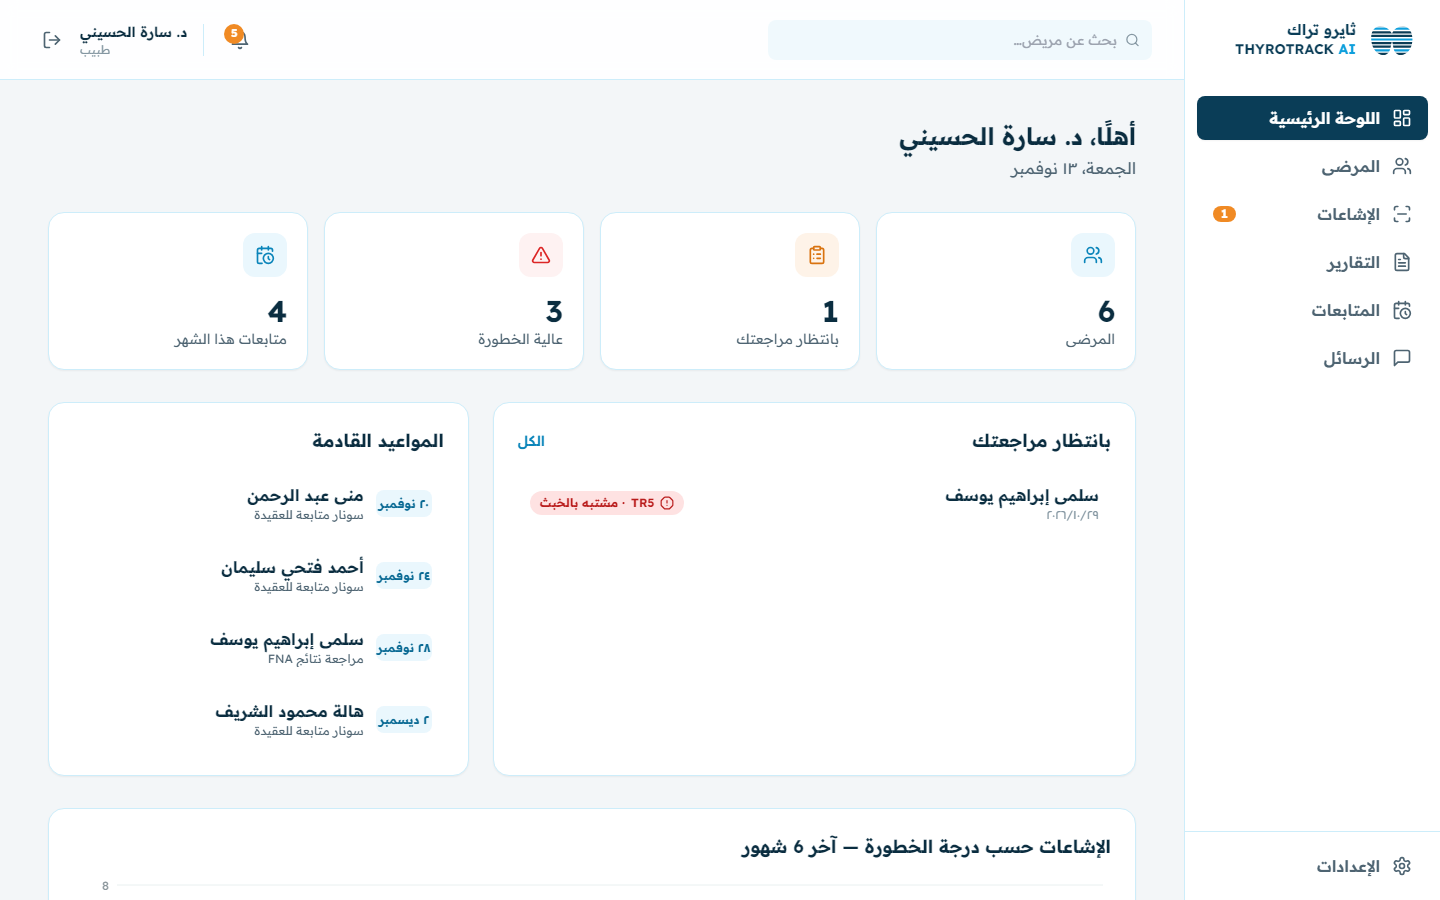 ثايرو تراك
THYROTRACK AI
اللوحة الرئيسية
المرضى
الإشاعات
1
التقارير
المتابعات
الرسائل
الإعدادات
بحث عن مريض...
5
د. سارة الحسيني
طبيب
أهلًا، د. سارة الحسيني
الجمعة، ١٣ نوفمبر
6
المرضى
1
بانتظار مراجعتك
3
عالية الخطورة
4
متابعات هذا الشهر
بانتظار مراجعتك
الكل
سلمى إبراهيم يوسف
٢٠٢٦/١٠/٢٩
TR5 · مشتبه بالخبث
المواعيد القادمة
٢٠ نوفمبر
منى عبد الرحمن
سونار متابعة للعقيدة
٢٤ نوفمبر
أحمد فتحي سليمان
سونار متابعة للعقيدة
٢٨ نوفمبر
سلمى إبراهيم يوسف
مراجعة نتائج FNA
٢ ديسمبر
هالة محمود الشريف
سونار متابعة للعقيدة
الإشاعات حسب درجة الخطورة — آخر 6 شهور
8